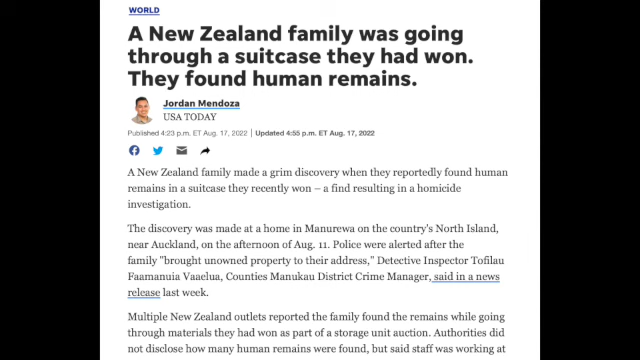 WORLD
A New Zealand family was going
through a suitcase they had won.
They found human remains.
Jordan Mendoza
USA TODAY
Published 4:23 p.m. ET Aug. 17, 2022 | Updated 4:55 p.m. ET Aug. 17, 2022
A New Zealand family made a grim discovery when they reportedly found human
remains in a suitcase they recently won – a find resulting in a homicide
investigation.
The discovery was made at a home in Manurewa on the country's North Island,
near Auckland, on the afternoon of Aug. 11. Police were alerted after the
family "brought unowned property to their address," Detective Inspector Tofilau
Faamanuia Vaaelua, Counties Manukau District Crime Manager, said in a news
release last week.
Multiple New Zealand outlets reported the family found the remains while going
through materials they had won as part of a storage unit auction. Authorities did
not disclose how many human remains were found, but said staff was working at